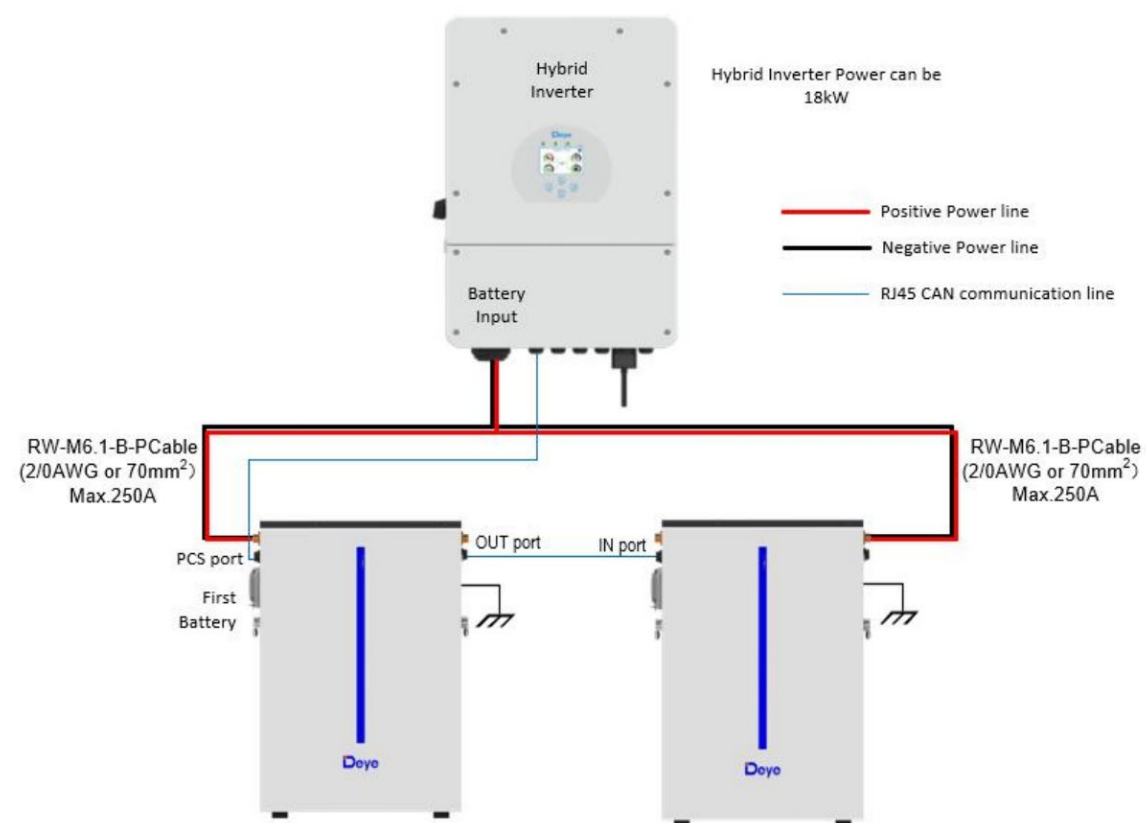 Hybrid
Inverter
Hybrid Inverter Power can be
18kW
Deye
Positive Power line
Negative Power line
RJ45 CAN communication line
Battery
Input
RW-M6.1-B-PCable
(2/0AWG or 70mm²)
Max.250A
RW-M6.1-B-PCable
(2/0AWG or 70mm²)
Max.250A
PCS port
OUT port
IN port
First
Battery
Deye
Deye